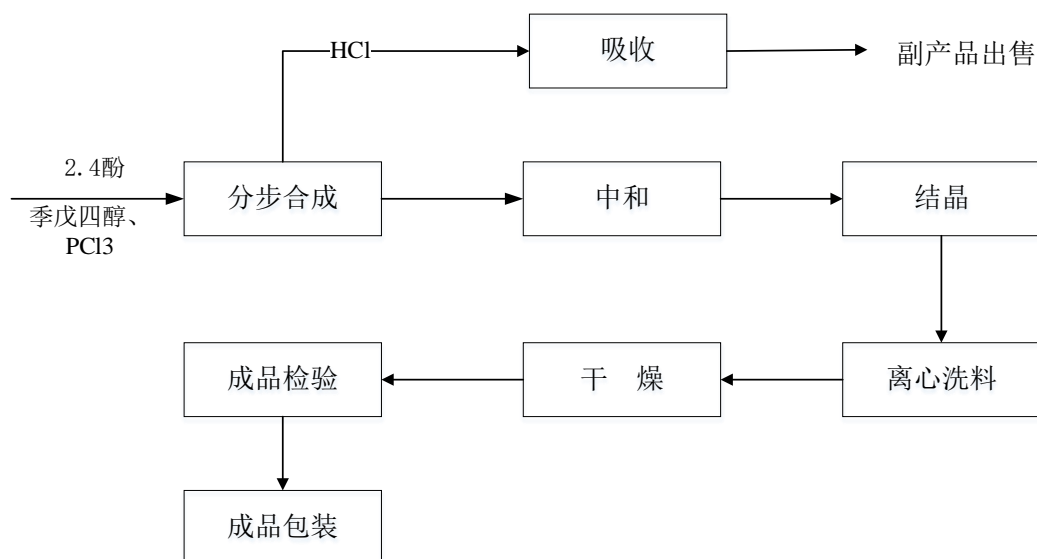 HCl
吸收
副产品出售
2.4酚
季戊四醇、
PCl3
分步合成
中和
结晶
离心洗料
干 燥
成品检验
成品包装